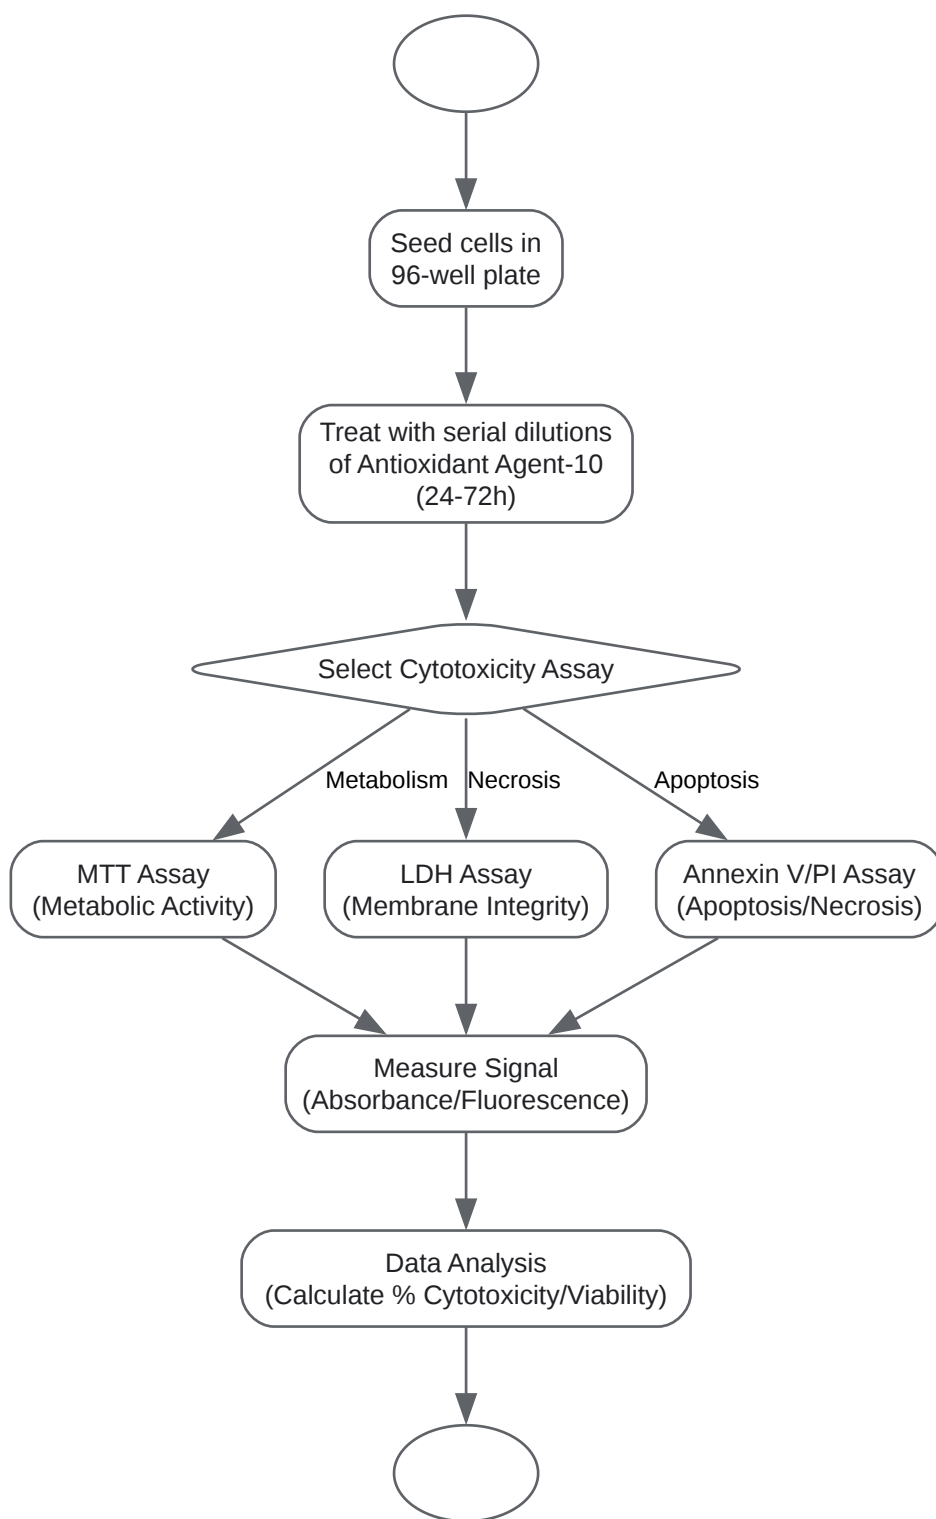 Seed cells in
96-well plate
Treat with serial dilutions
of Antioxidant Agent-10
(24-72h)
Select Cytotoxicity Assay
Metabolism
Necrosis
Apoptosis
MTT Assay
(Metabolic Activity)
LDH Assay
(Membrane Integrity)
Annexin V/PI Assay
(Apoptosis/Necrosis)
Measure Signal
(Absorbance/Fluorescence)
Data Analysis
(Calculate % Cytotoxicity/Viability)